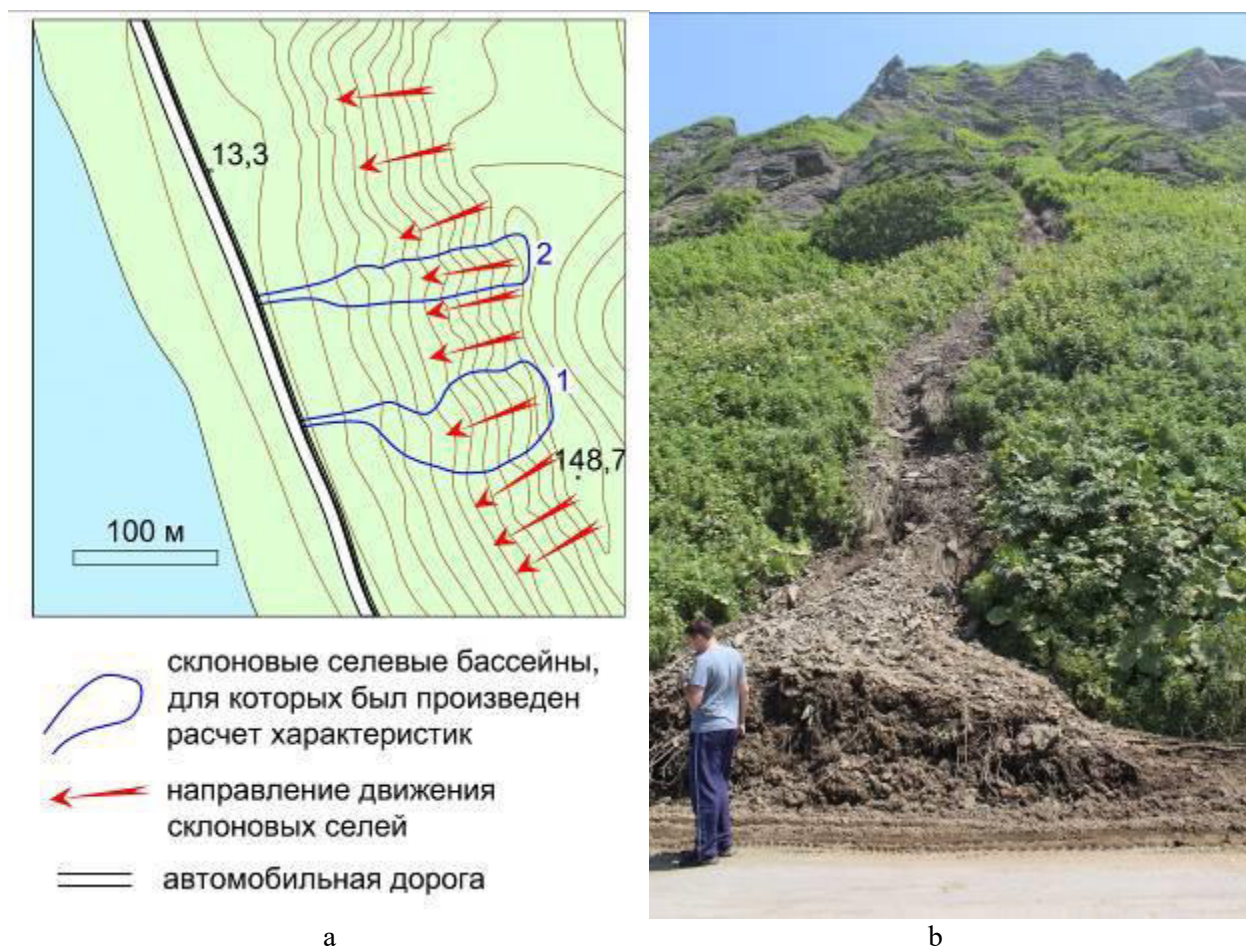 13,3
2
1
148,7
100 м
склоновые селевые бассейны,
для которых был произведен
расчет характеристик
направление движения
склоновых селей
автомобильная дорога
a
b